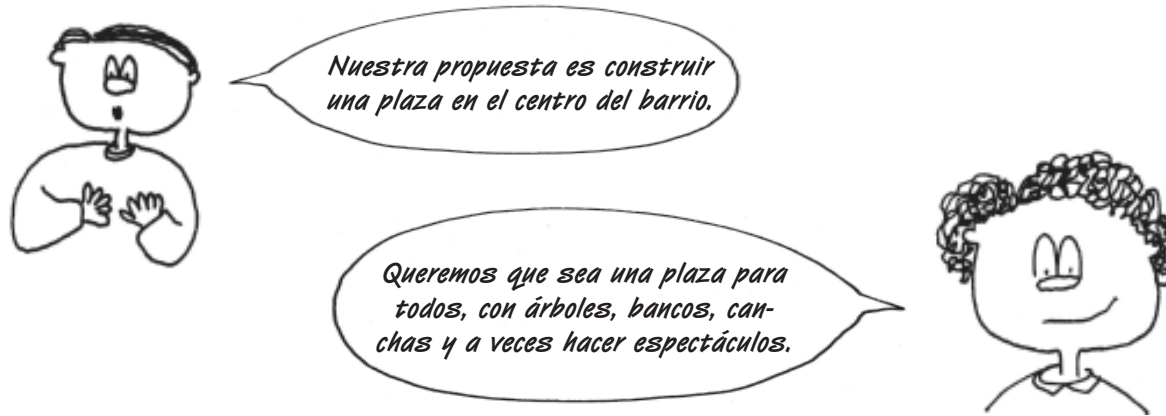 Nuestra propuesta es construir
una plaza en el centro del barrio.
Queremos que sea una plaza para
todos, con árboles, bancos, can-
chas y a veces hacer espectáculos.